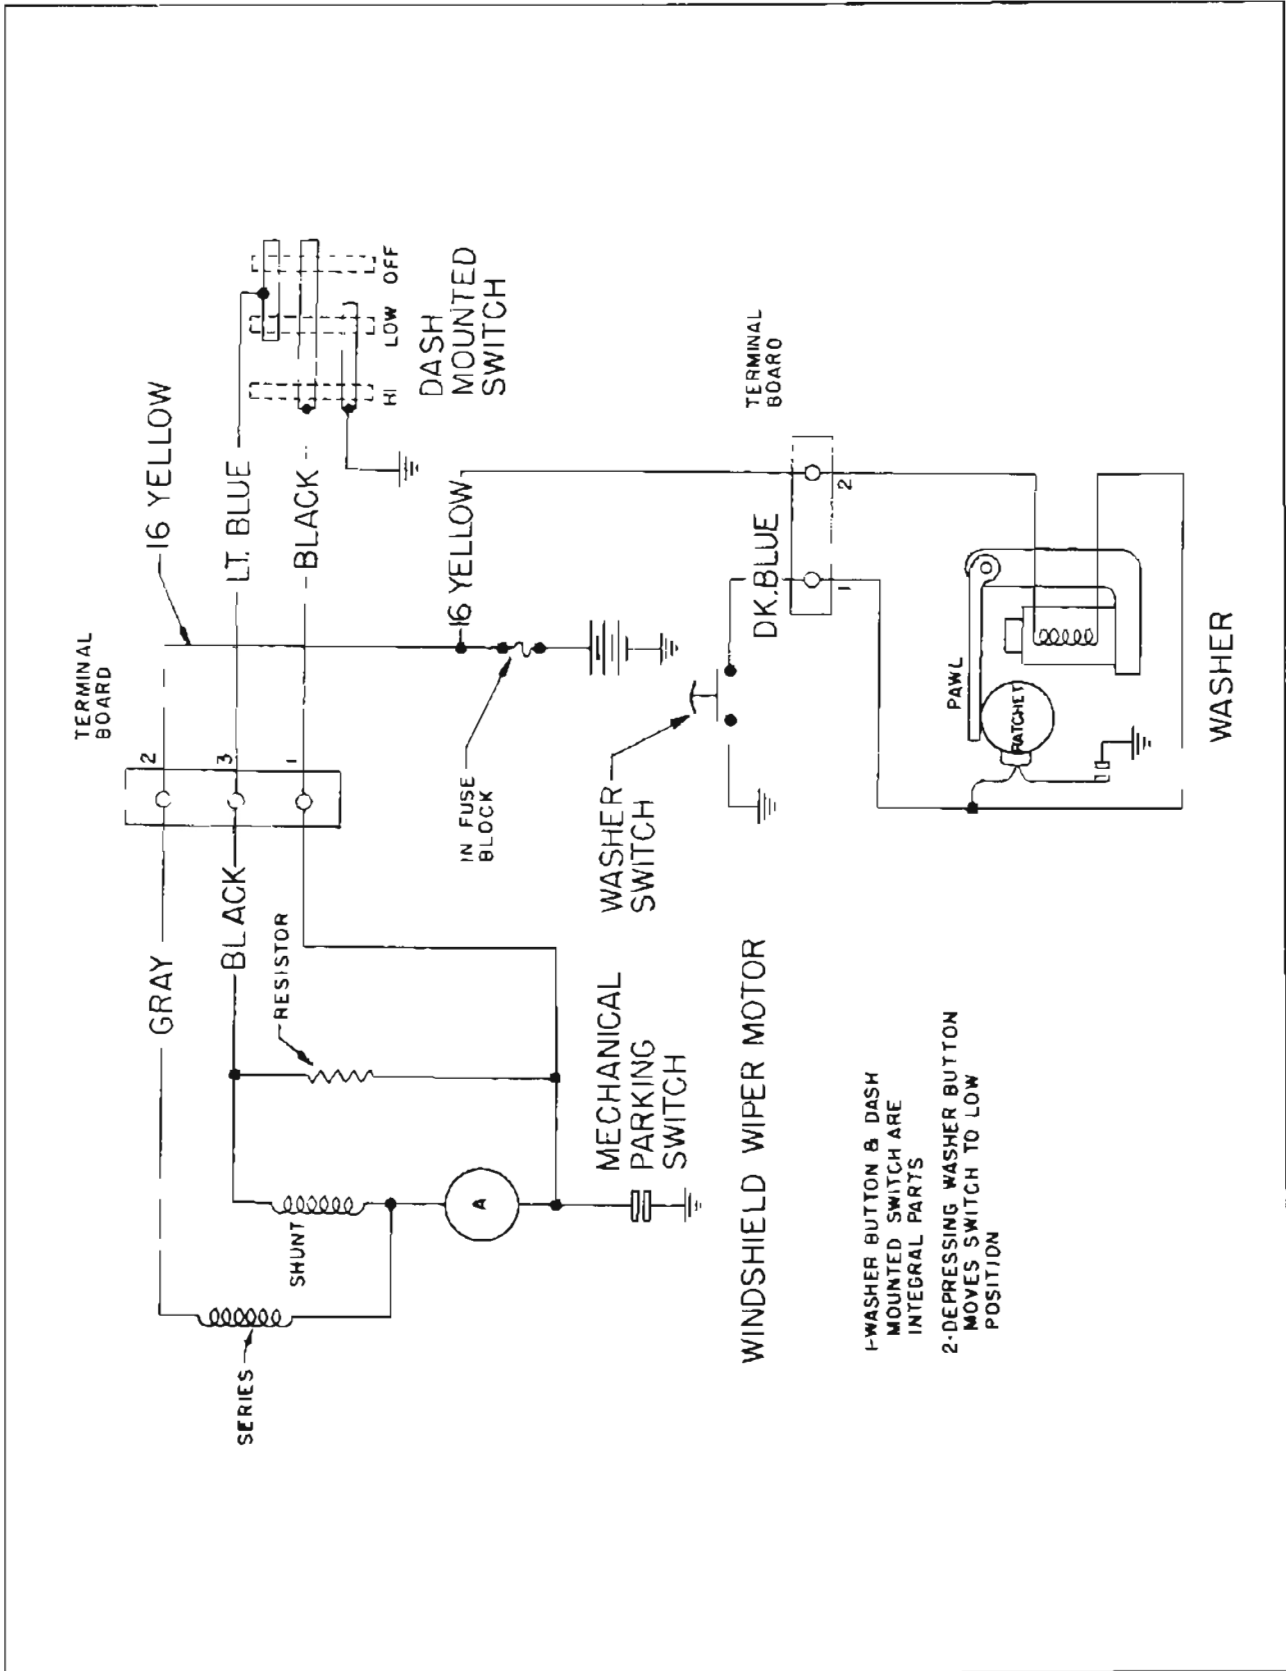 SERIES
SHUNT
GRAY
BLACK
RESISTOR
A
TERMINAL
BOARD
2
3
1
16 YELLOW
LT. BLUE
BLACK
HI
LOW
OFF
DASH
MOUNTED
SWITCH
16 YELLOW
IN FUSE
BLOCK
MECHANICAL
PARKING
SWITCH
WASHER
SWITCH
WINDSHIELD WIPER MOTOR
DK. BLUE
TERMINAL
BOARD
1
2
1-WASHER BUTTON & DASH
MOUNTED SWITCH ARE
INTEGRAL PARTS
2-DEPRESSING WASHER BUTTON
MOVES SWITCH TO LOW
POSITION
PAWL
RATCHET
WASHER